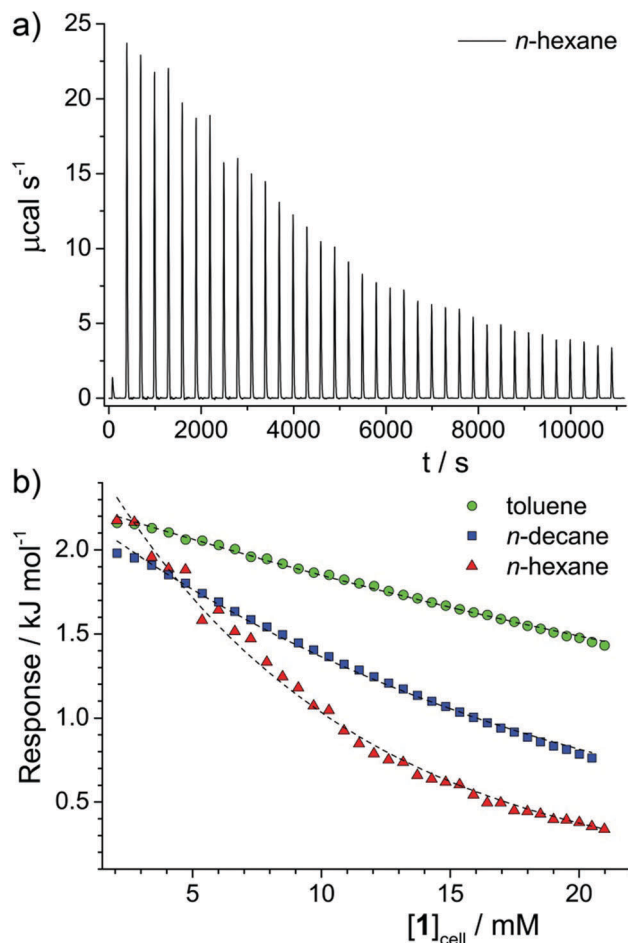 a)
n-hexane
25
20
15
10
5
0
μcal s⁻¹
0 2000 4000 6000 8000 10000
t / s
b)
toluene
n-decane
n-hexane
2.0
1.5
1.0
0.5
Response / kJ mol⁻¹
5 10 15 20
[1]cell / mM